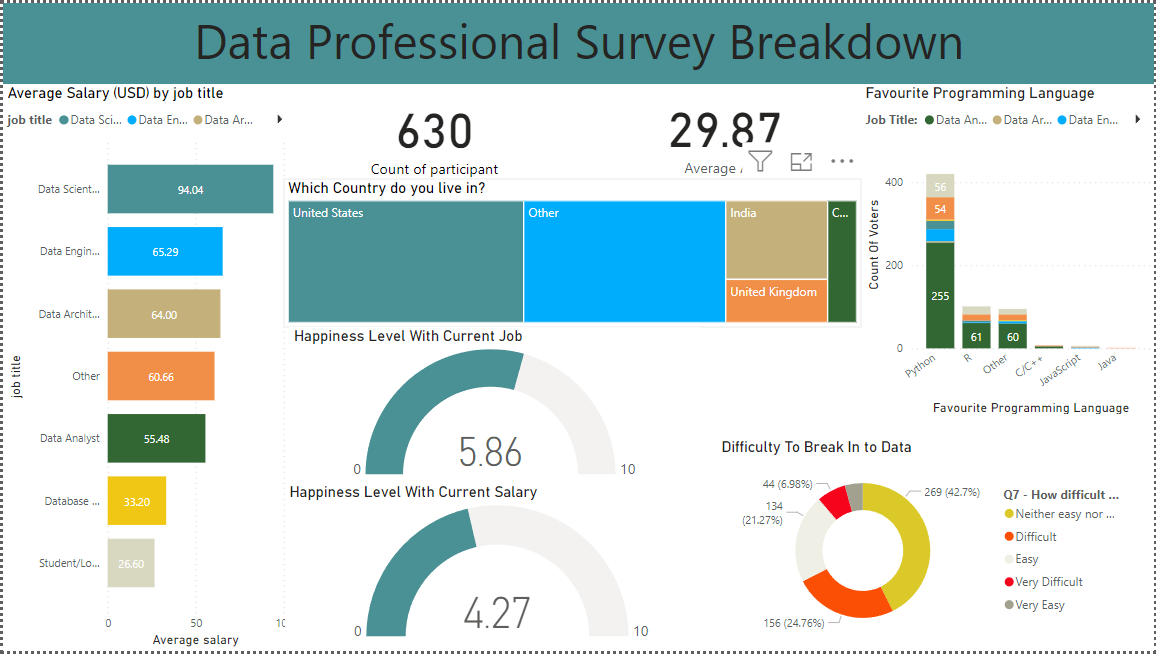 Data Professional Survey Breakdown
Average Salary (USD) by job title
job title Data Sci... Data En... Data Ar...
Data Scient... 94.04
Data Engin... 65.29
Data Archit... 64.00
Other 60.66
Data Analyst 55.48
Database ... 33.20
Student/Lo... 26.60
job title
0 50
Average salary
630
Count of participant
29.87
Average
Which Country do you live in?
United States
Other
India
United Kingdom
C...
Happiness Level With Current Job
5.86
0 10
Happiness Level With Current Salary
4.27
0 10
Favourite Programming Language
Job Title: Data An... Data Ar... Data En...
Count Of Voters
400
200
0
56
54
255
61
60
Python R Other C/C++ JavaScript Java
Favourite Programming Language
Difficulty To Break In to Data
44 (6.98%)
134
(21.27%)
269 (42.7%)
156 (24.76%)
Q7 - How difficult ...
Neither easy nor ...
Difficult
Easy
Very Difficult
Very Easy